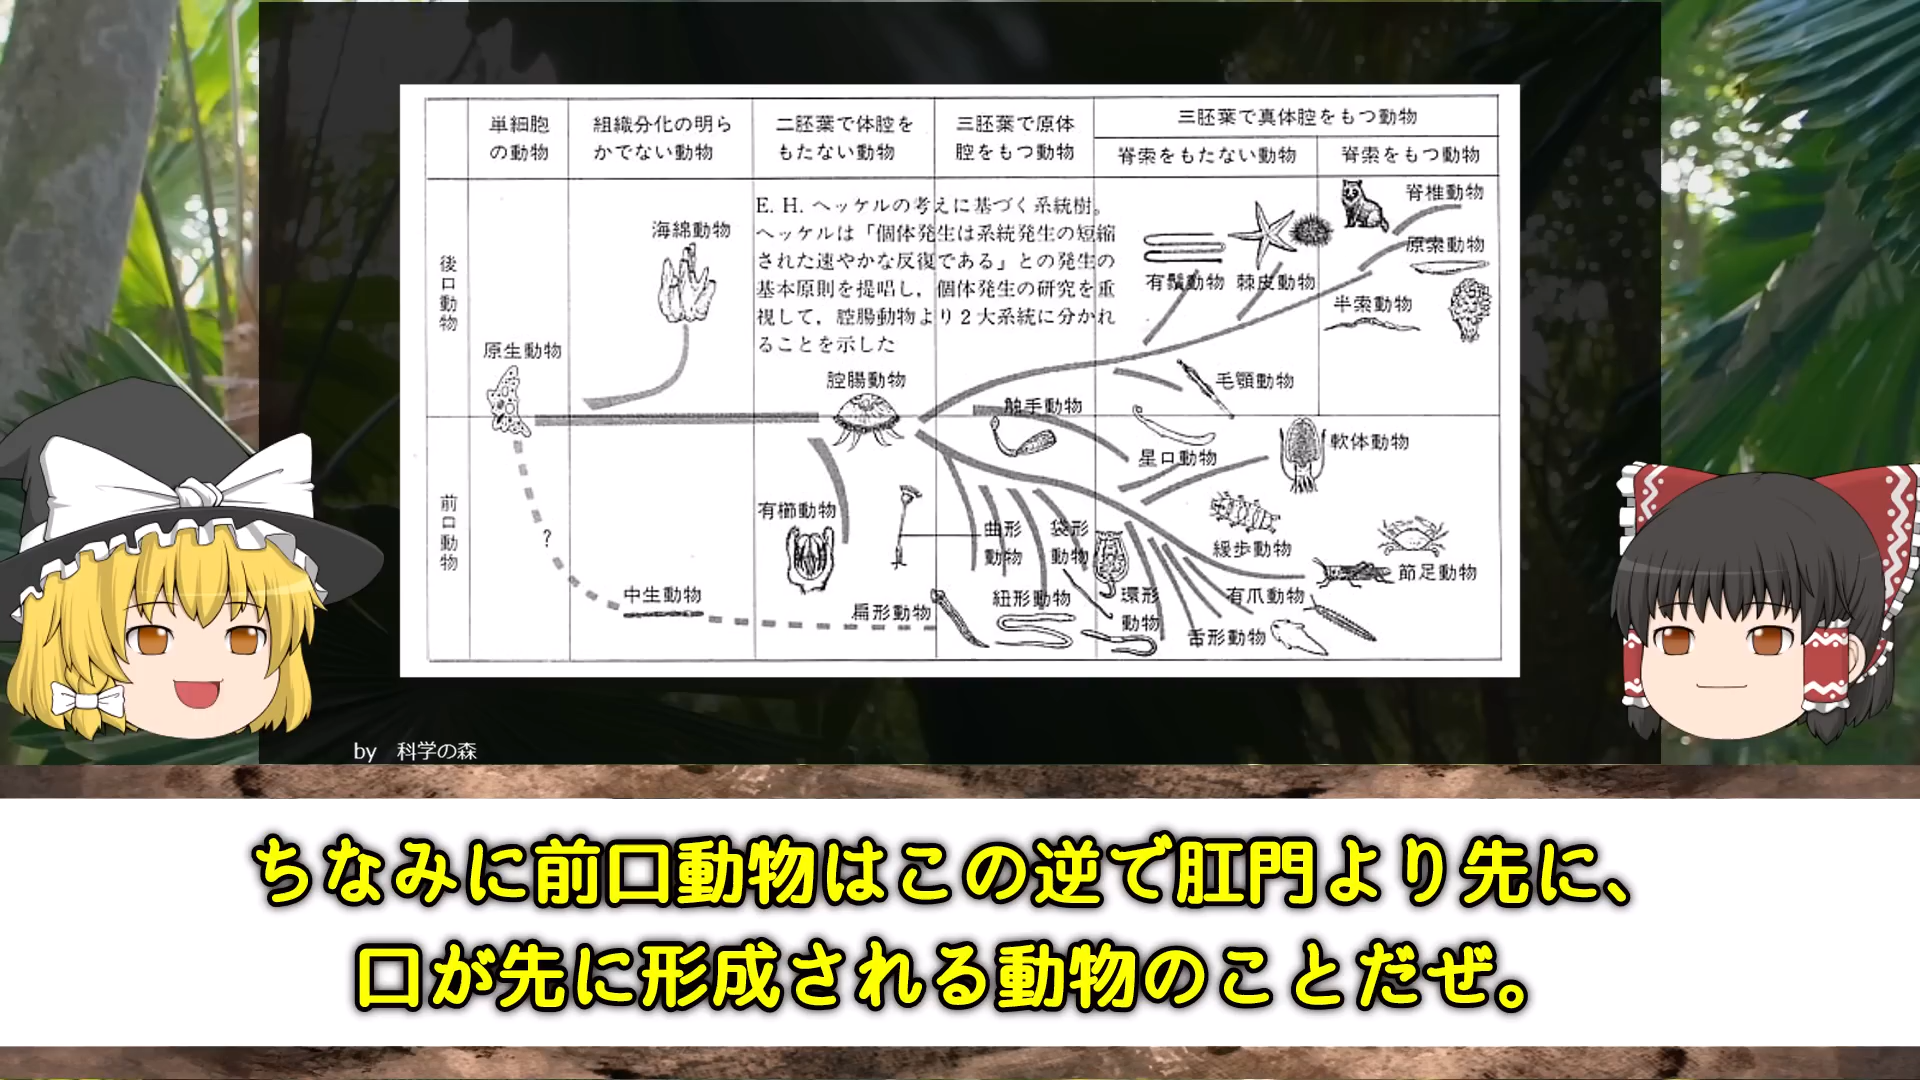 単細胞
の動物
組織分化の明ら
かでない動物
二胚葉で体腔を
もたない動物
三胚葉で原体
腔をもつ動物
三胚葉で真体腔をもつ動物
脊索をもたない動物
脊索をもつ動物
後口動物
前口動物
E. H. ヘッケルの考えに基づく系統樹。
ヘッケルは「個体発生は系統発生の短縮
された速やかな反復である」との発生の
基本原則を提唱し，個体発生の研究を重
視して，腔腸動物より2大系統に分かれ
ることを示した
海綿動物
原生動物
腔腸動物
有鬚動物
棘皮動物
脊椎動物
原索動物
半索動物
毛顎動物
触手動物
星口動物
軟体動物
有櫛動物
曲形
動物
袋形
動物
緩歩動物
節足動物
?
中生動物
扁形動物
紐形動物
環形
動物
有爪動物
舌形動物
by　科学の森
ちなみに前口動物はこの逆で肛門より先に、
口が先に形成される動物のことだぜ。